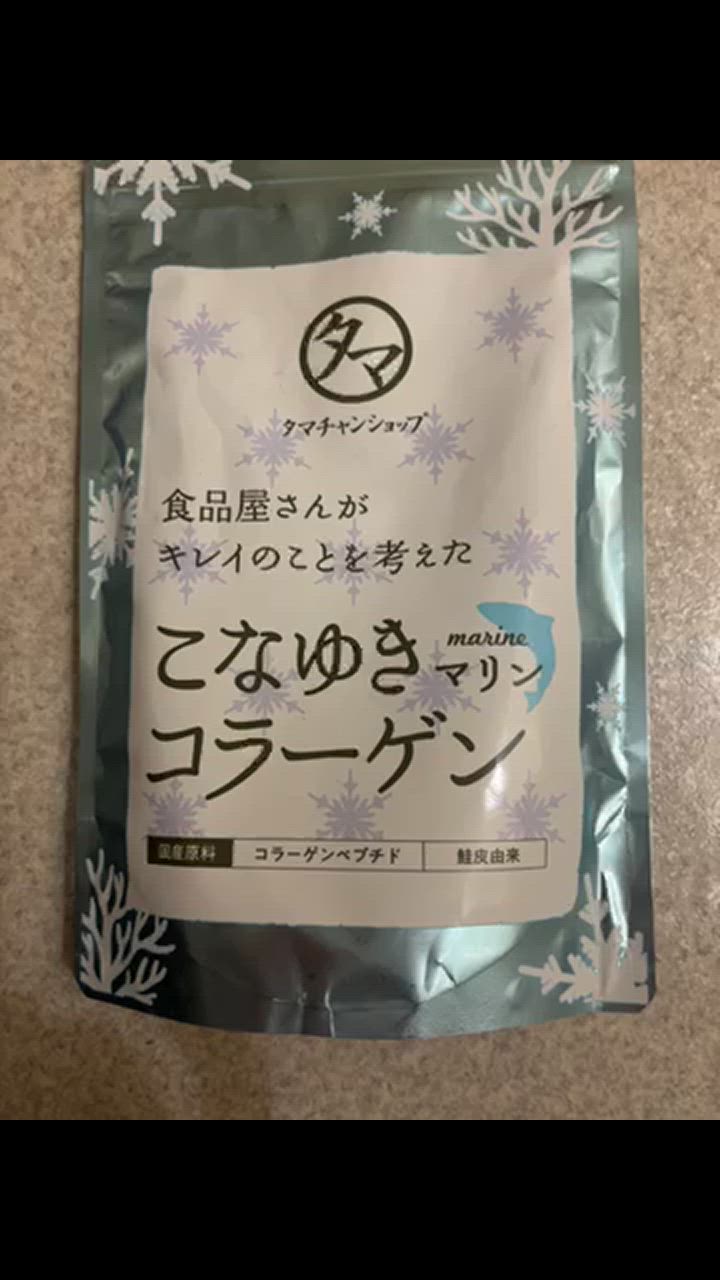 タマ
タマチャンショップ
食品屋さんが
キレイのことを考えた
こなゆき marine マリン
コラーゲン
国産原料 コラーゲンペプチド 鮭皮由来